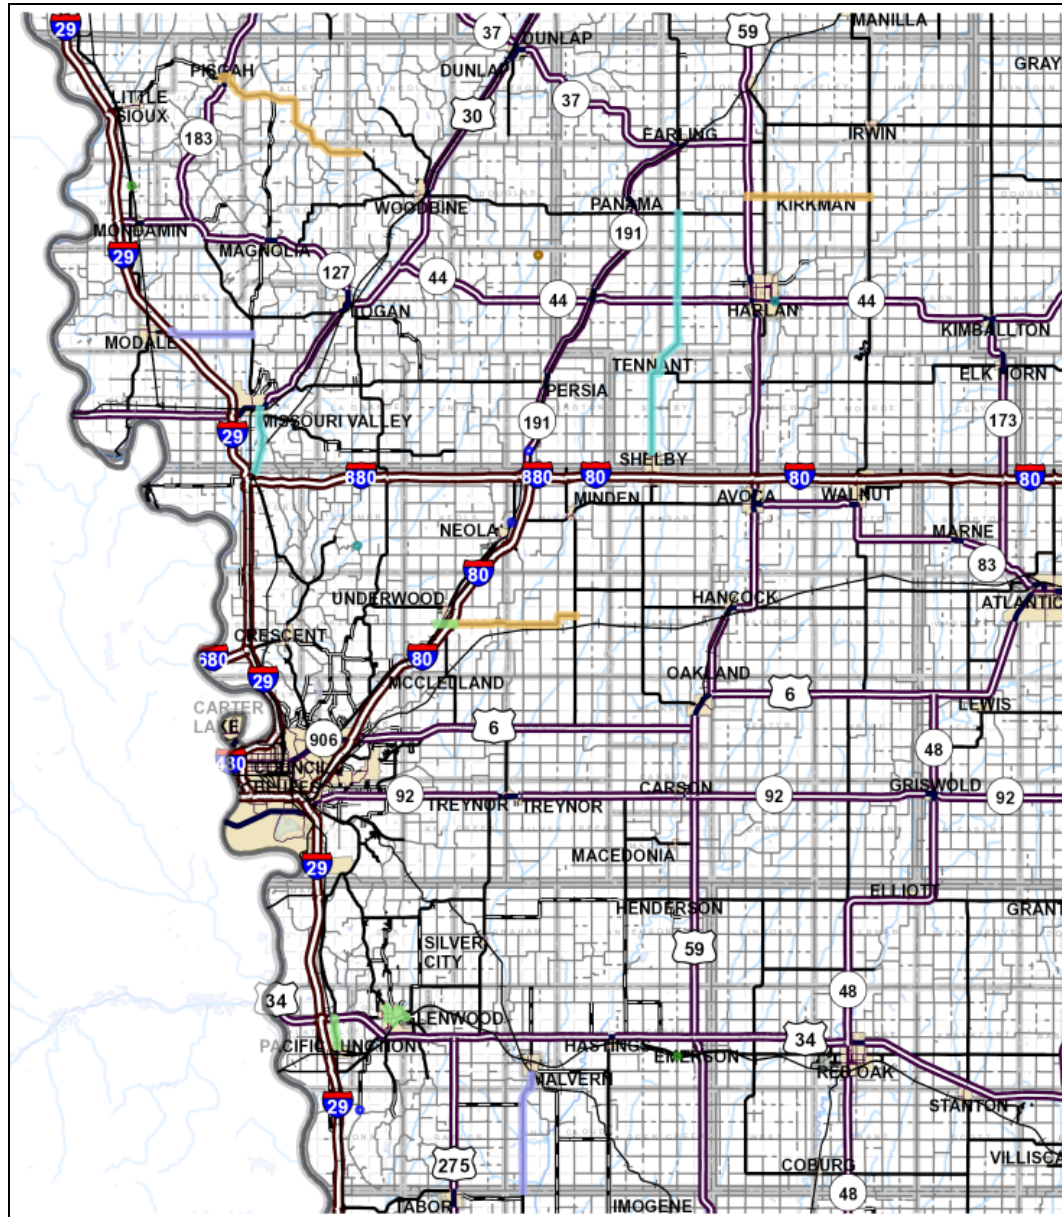 29
37
DUNLAP
59
MANILLA
PISGAH
DUNLAP
GRAY
LITTLE
SIOUX
30
37
183
EARLING
IRWIN
WOODBINE
PANAMA
KIRKMAN
MONDAMIN
191
MAGNOLIA
29
127
44
44
44
LOGAN
HARLAN
MODALE
KIMBALLTON
TENNANT
ELK HORN
PERSIA
MISSOURI VALLEY
191
173
29
SHELBY
880
880
80
80
80
MINDEN
AVOCA
WALNUT
NEOLA
MARNE
83
80
UNDERWOOD
HANCOCK
ATLANTIC
CRESCENT
680
80
29
MCCLELLAND
OAKLAND
6
LEWIS
CARTER
LAKE
906
6
48
480
COUNCIL
BLUFFS
CARSON
GRISWOLD
92
TREYNOR
TREYNOR
92
92
MACEDONIA
29
ELLIOTT
HENDERSON
GRANT
SILVER
CITY
59
34
48
GLENWOOD
PACIFIC JUNCTION
HASTINGS
EMERSON
34
RED OAK
MALVERN
29
STANTON
275
COBURG
VILLISCA
TABOR
IMOGENE
48